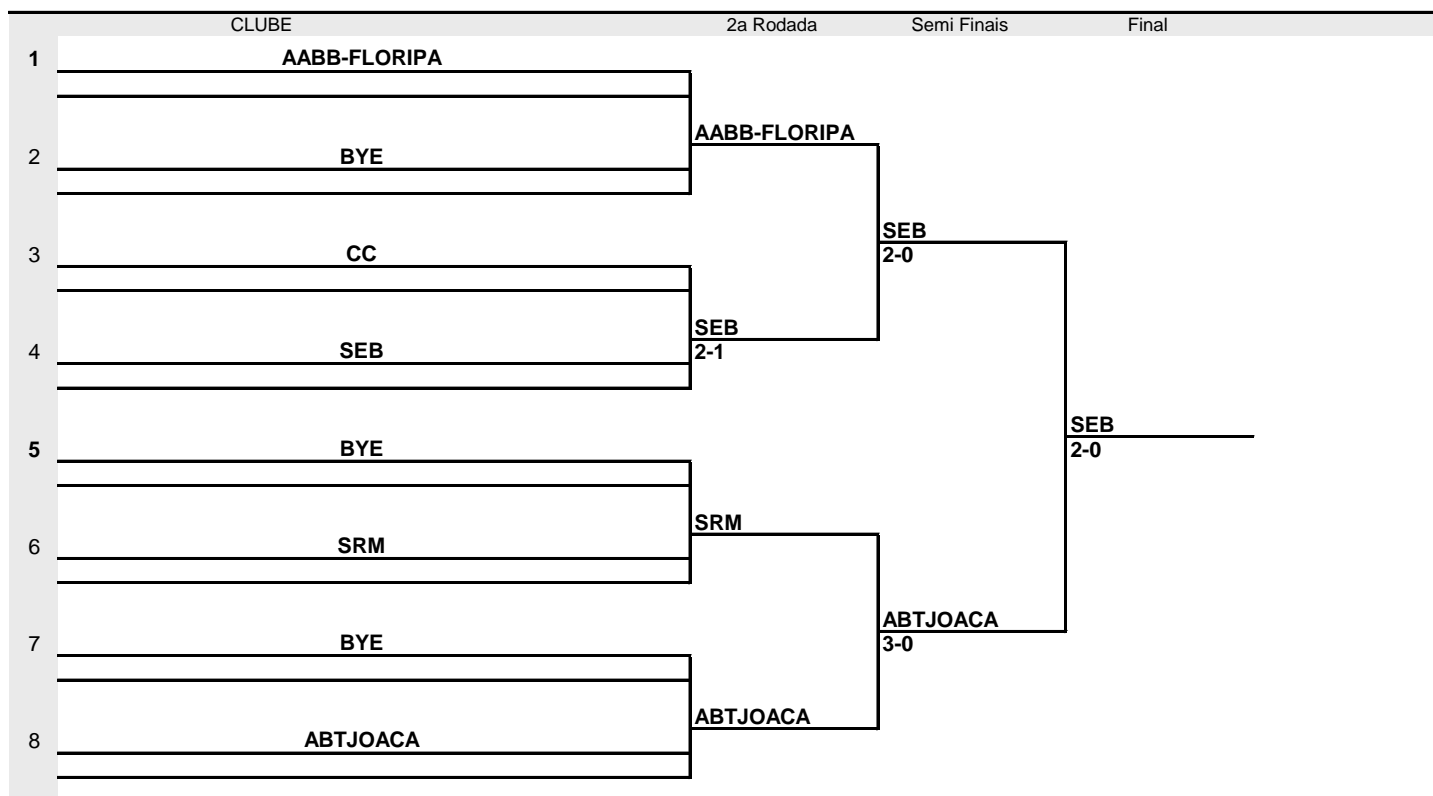 CLUBE 2a Rodada Semi Finais Final
1 AABB-FLORIPA
AABB-FLORIPA
2 BYE
SEB
3 CC 2-0
SEB
4 SEB 2-1
SEB
5 BYE 2-0
SRM
6 SRM
ABTJOACA
7 BYE 3-0
ABTJOACA
8 ABTJOACA